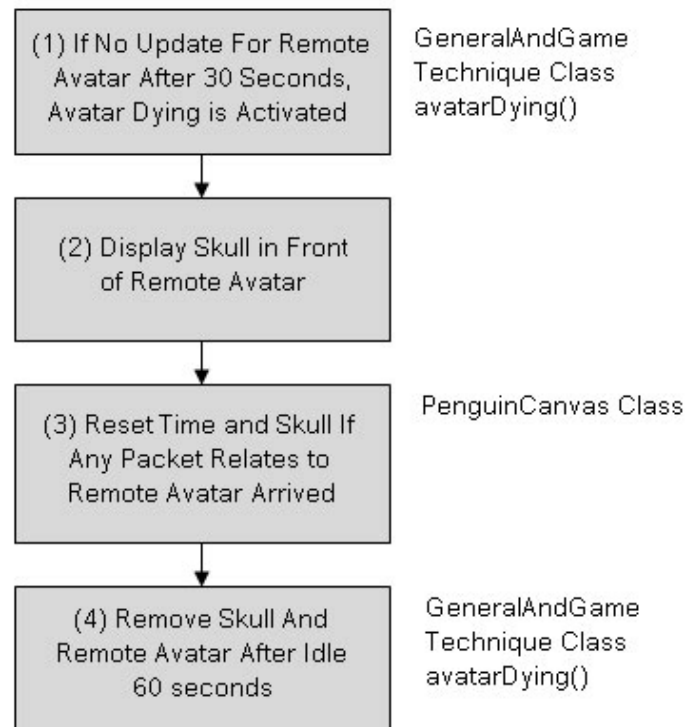 (1) If No Update For Remote
Avatar After 30 Seconds,
Avatar Dying is Activated
GeneralAndGame
Technique Class
avatarDying()
(2) Display Skull in Front
of Remote Avatar
(3) Reset Time and Skull If
Any Packet Relates to
Remote Avatar Arrived
PenguinCanvas Class
(4) Remove Skull And
Remote Avatar After Idle
60 seconds
GeneralAndGame
Technique Class
avatarDying()